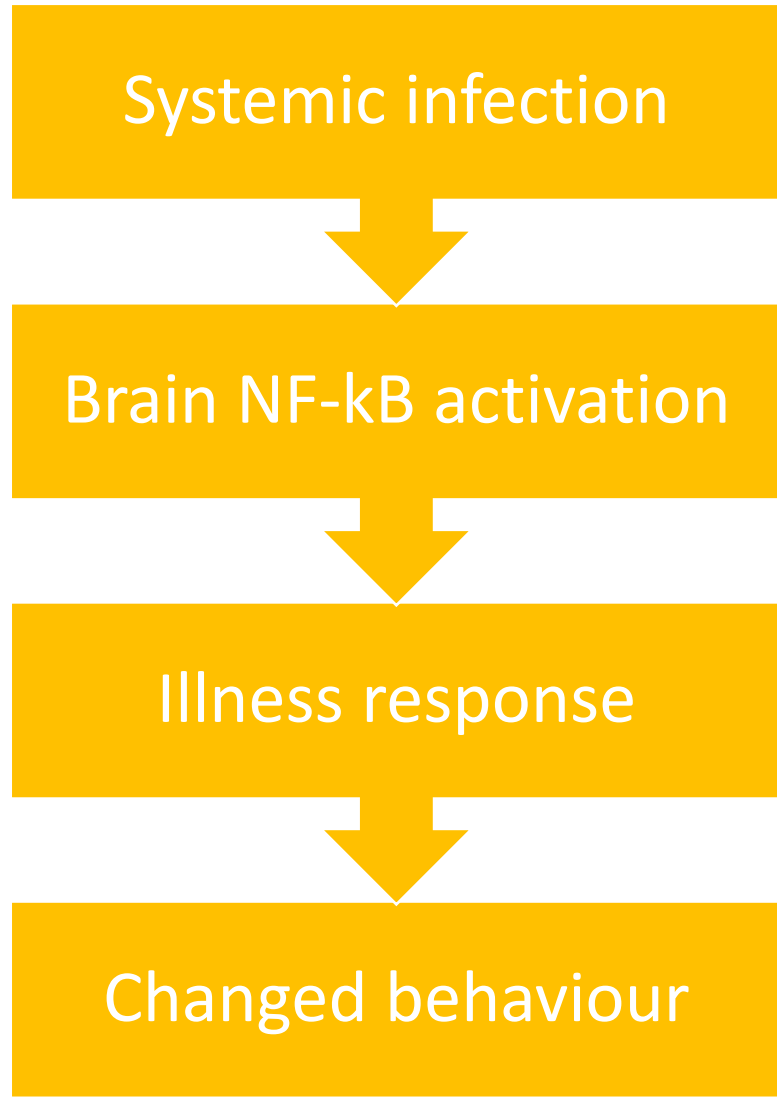 Systemic infection
Brain NF-kB activation
Illness response
Changed behaviour